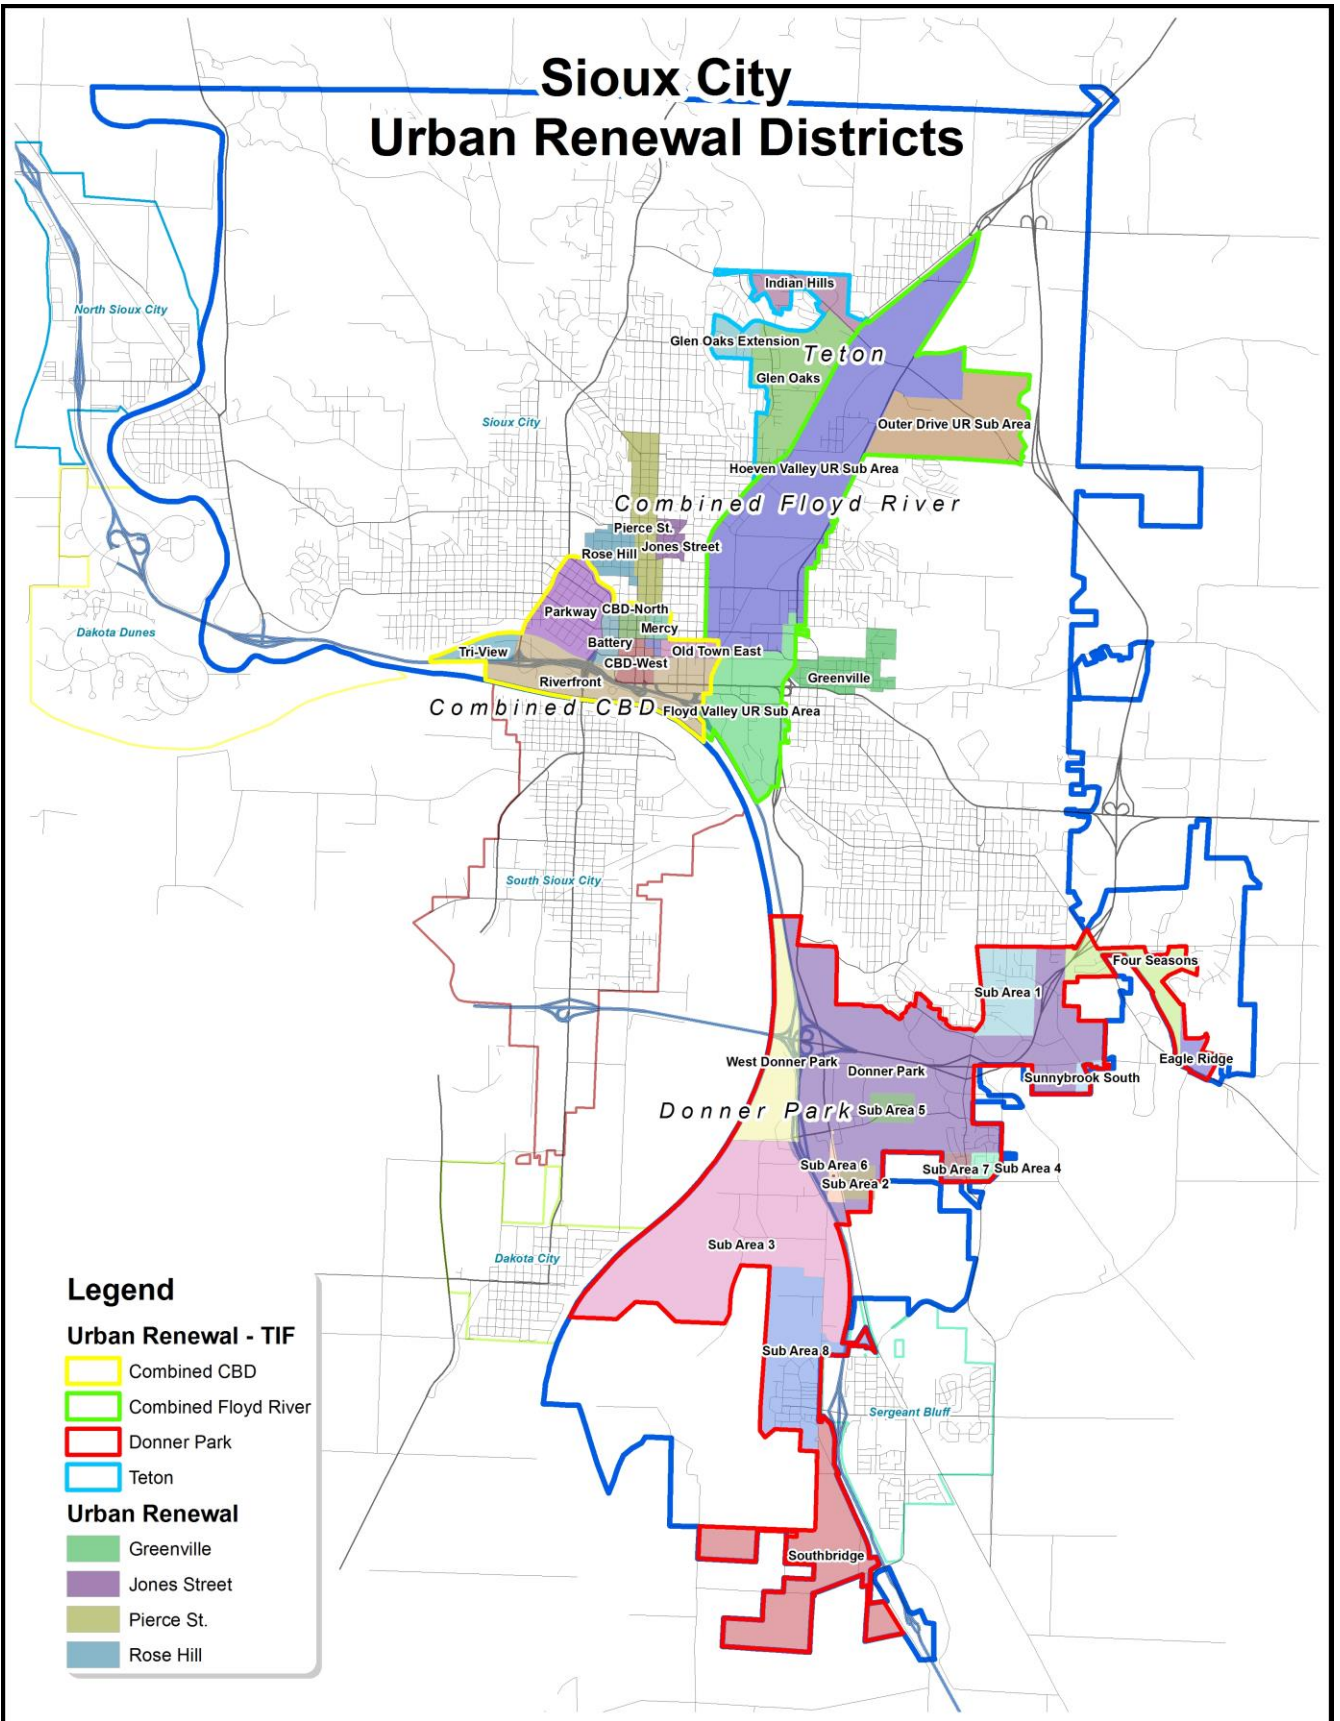 Sioux City
Urban Renewal Districts
North Sioux City
Indian Hills
Glen Oaks Extension
Teton
Glen Oaks
Sioux City
Outer Drive UR Sub Area
Hoeven Valley UR Sub Area
Combined Floyd River
Pierce St.
Jones Street
Rose Hill
Parkway
CBD-North
Mercy
Dakota Dunes
Battery
Old Town East
Tri-View
CBD-West
Greenville
Riverfront
Combined CBD
Floyd Valley UR Sub Area
South Sioux City
Four Seasons
Sub Area 1
Eagle Ridge
West Donner Park
Donner Park
Sunnybrook South
Donner Park
Sub Area 5
Sub Area 6
Sub Area 7
Sub Area 4
Sub Area 2
Sub Area 3
Dakota City
Sub Area 8
Sergeant Bluff
Southbridge
Legend
Urban Renewal - TIF
Combined CBD
Combined Floyd River
Donner Park
Teton
Urban Renewal
Greenville
Jones Street
Pierce St.
Rose Hill